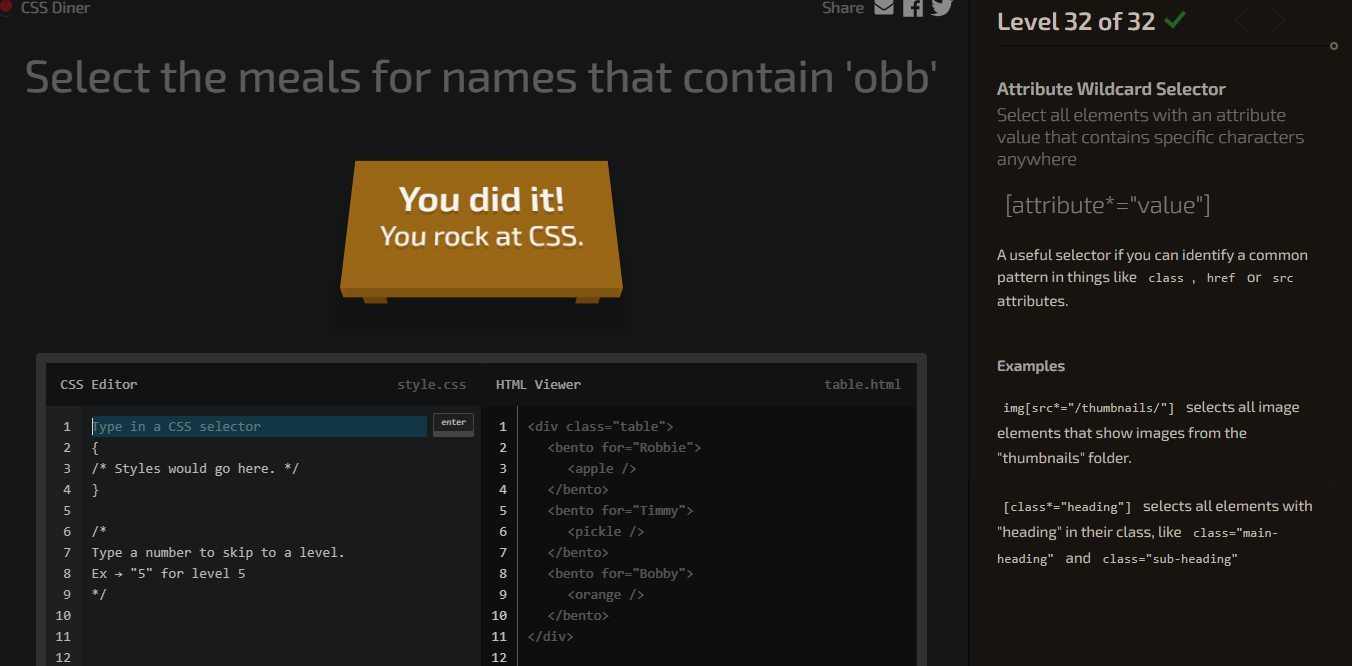 CSS Diner
Share
Select the meals for names that contain 'obb'
You did it!
You rock at CSS.
CSS Editor
style.css
1 Type in a CSS selector
enter
2 {
3 /* Styles would go here. */
4 }
5
6 /*
7 Type a number to skip to a level.
8 Ex → "5" for level 5
9 */
10
11
12
HTML Viewer
table.html
1 <div class="table">
2 <bento for="Robbie">
3 <apple />
4 </bento>
5 <bento for="Timmy">
6 <pickle />
7 </bento>
8 <bento for="Bobby">
9 <orange />
10 </bento>
11 </div>
12
Level 32 of 32
Attribute Wildcard Selector
Select all elements with an attribute
value that contains specific characters
anywhere
[attribute*="value"]
A useful selector if you can identify a common
pattern in things like class , href or src
attributes.
Examples
img[src*="/thumbnails/"] selects all image
elements that show images from the
"thumbnails" folder.
[class*="heading"] selects all elements with
"heading" in their class, like class="main-
heading" and class="sub-heading"